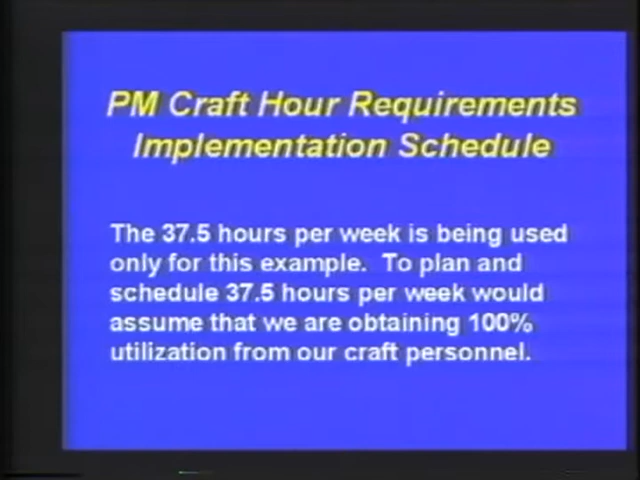 PM Craft Hour Requirements
Implementation Schedule
The 37.5 hours per week is being used
only for this example. To plan and
schedule 37.5 hours per week would
assume that we are obtaining 100%
utilization from our craft personnel.